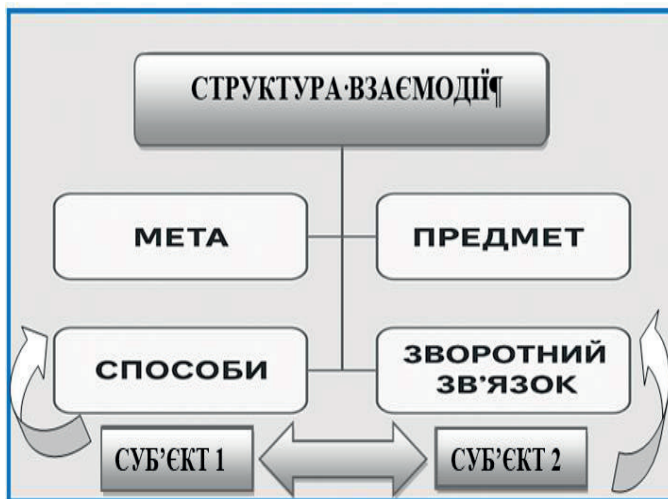 СТРУКТУРА·ВЗАЄМОДІЇ¶
МЕТА
ПРЕДМЕТ
СПОСОБИ
ЗВОРОТНИЙ
ЗВ’ЯЗОК
СУБ’ЄКТ 1
СУБ’ЄКТ 2